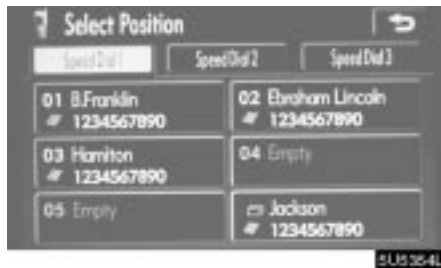 Select Position
Speed Dial 1 Speed Dial 2 Speed Dial 3
01 B.Franklin 02 Ebraham Lincoln
1234567890 1234567890
03 Hamilton 04 Empty
1234567890
05 Empty Jackson
1234567890